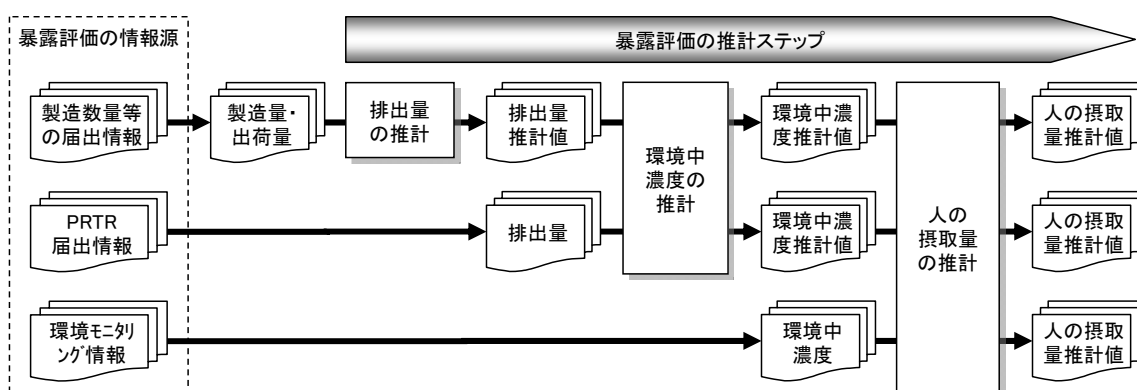 暴露評価の情報源
暴露評価の推計ステップ
製造数量等
の届出情報
製造量・
出荷量
排出量
の推計
排出量
推計値
環境中
濃度の
推計
環境中濃
度推計値
人の
摂取量
の推計
人の摂取
量推計値
PRTR
届出情報
排出量
環境中濃
度推計値
人の摂取
量推計値
環境ﾓﾆﾀﾘ
ﾝｸﾞ情報
環境中
濃度
人の摂取
量推計値